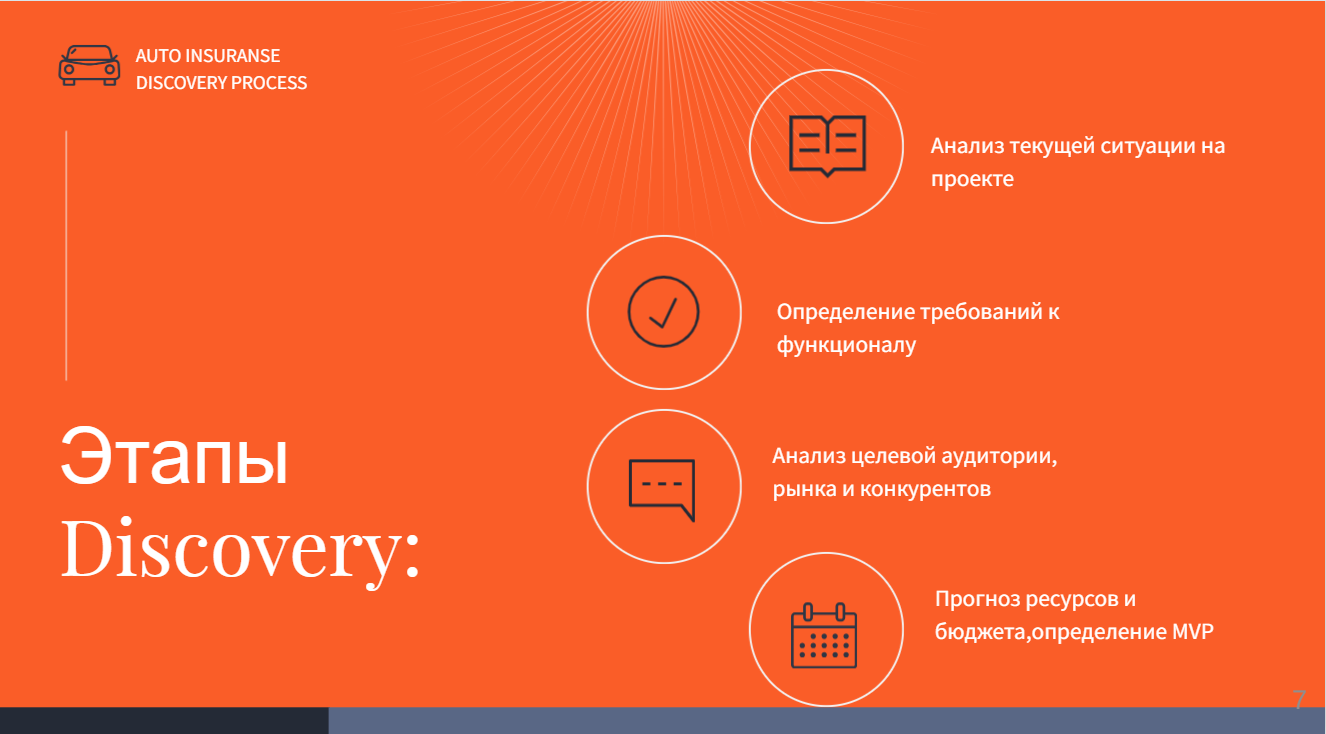 AUTO INSURANSE
DISCOVERY PROCESS
Этапы
Discovery:
Анализ текущей ситуации на
проекте
Определение требований к
функционалу
Анализ целевой аудитории,
рынка и конкурентов
Прогноз ресурсов и
бюджета,определение MVP
7